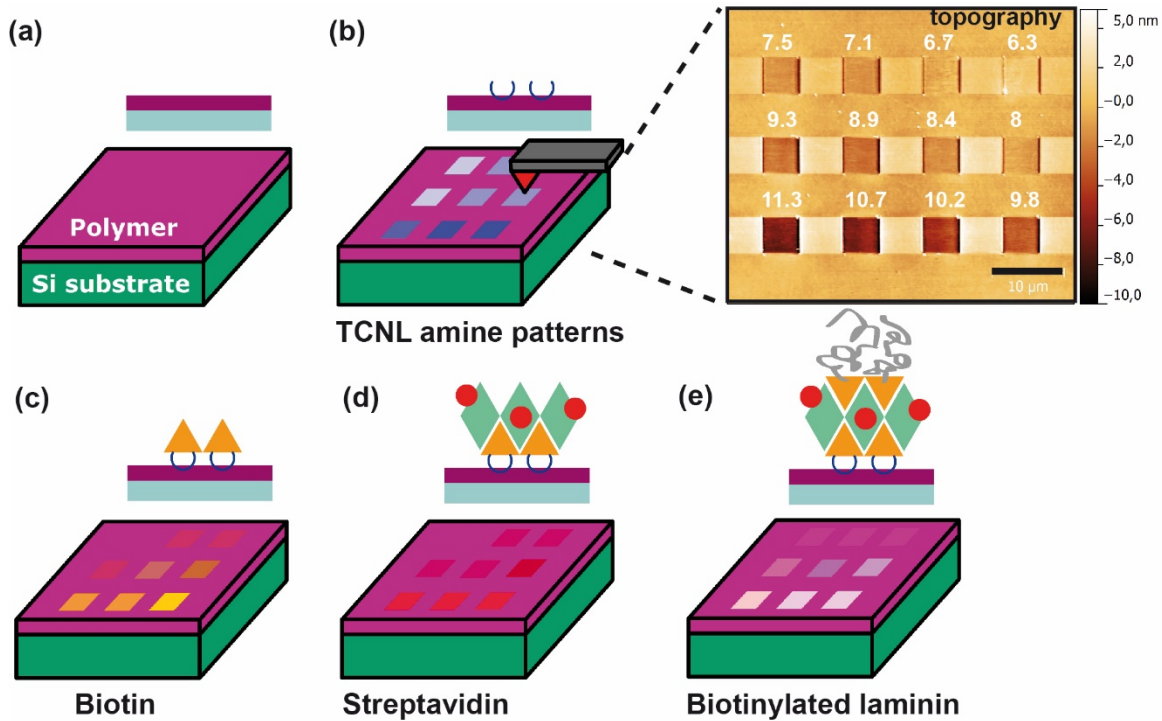 (a)
Polymer
Si substrate
(b)
TCNL amine patterns
topography
7.5 7.1 6.7 6.3
9.3 8.9 8.4 8
11.3 10.7 10.2 9.8
10 µm
5,0 nm
2,0
−0,0
−2,0
−4,0
−6,0
−8,0
−10,0
(c)
Biotin
(d)
Streptavidin
(e)
Biotinylated laminin